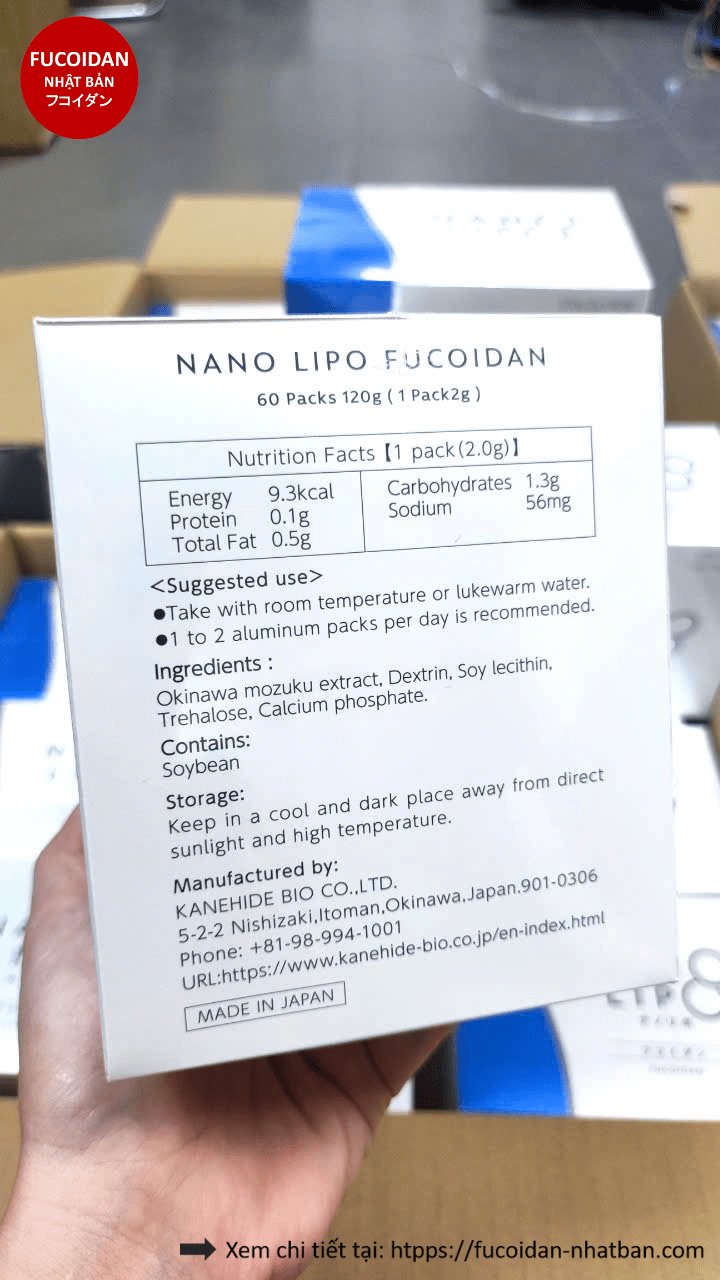 FUCOIDAN
NHẬT BẢN
フコイダン
NANO LIPO FUCOIDAN
60 Packs 120g ( 1 Pack2g )
Nutrition Facts【1 pack(2.0g)】
Energy 9.3kcal
Protein 0.1g
Total Fat 0.5g
Carbohydrates 1.3g
Sodium 56mg
<Suggested use>
●Take with room temperature or lukewarm water.
●1 to 2 aluminum packs per day is recommended.
Ingredients :
Okinawa mozuku extract, Dextrin, Soy lecithin,
Trehalose, Calcium phosphate.
Contains:
Soybean
Storage:
Keep in a cool and dark place away from direct
sunlight and high temperature.
Manufactured by:
KANEHIDE BIO CO.,LTD.
5-2-2 Nishizaki,Itoman,Okinawa,Japan.901-0306
Phone: +81-98-994-1001
URL:https://www.kanehide-bio.co.jp/en-index.html
MADE IN JAPAN
LIPO
Xem chi tiết tại: htpps://fucoidan-nhatban.com